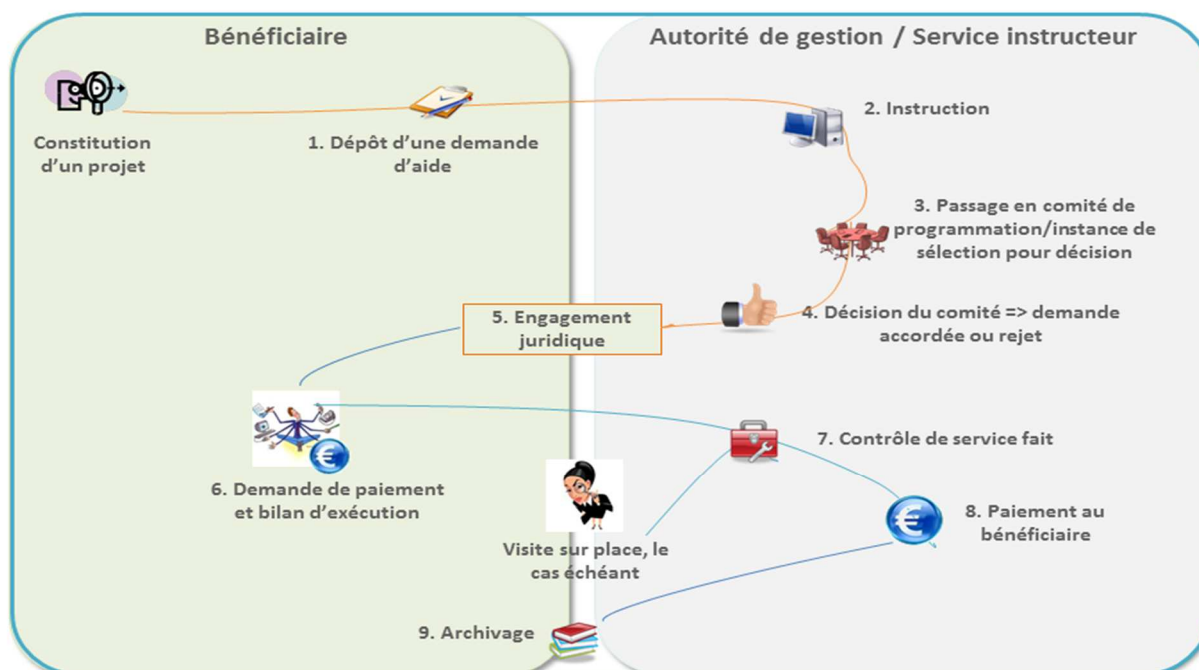 Bénéficiaire
Autorité de gestion / Service instructeur
Constitution
d’un projet
1. Dépôt d’une demande
d’aide
2. Instruction
3. Passage en comité de
programmation/instance de
sélection pour décision
4. Décision du comité => demande
accordée ou rejet
5. Engagement
juridique
6. Demande de paiement
et bilan d’exécution
7. Contrôle de service fait
Visite sur place, le
cas échéant
8. Paiement au
bénéficiaire
9. Archivage